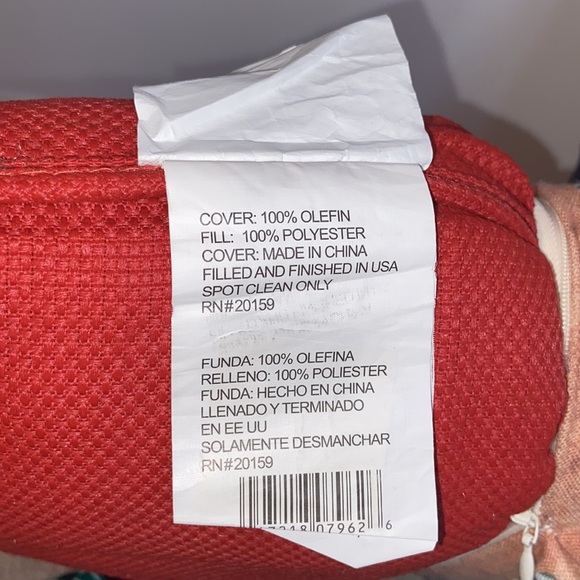 COVER: 100% OLEFIN
FILL: 100% POLYESTER
COVER: MADE IN CHINA
FILLED AND FINISHED IN USA
SPOT CLEAN ONLY
RN#20159
FUNDA: 100% OLEFINA
RELLENO: 100% POLIESTER
FUNDA: HECHO EN CHINA
LLENADO Y TERMINADO
EN EE UU
SOLAMENTE DESMANCHAR
RN#20159
07962 6